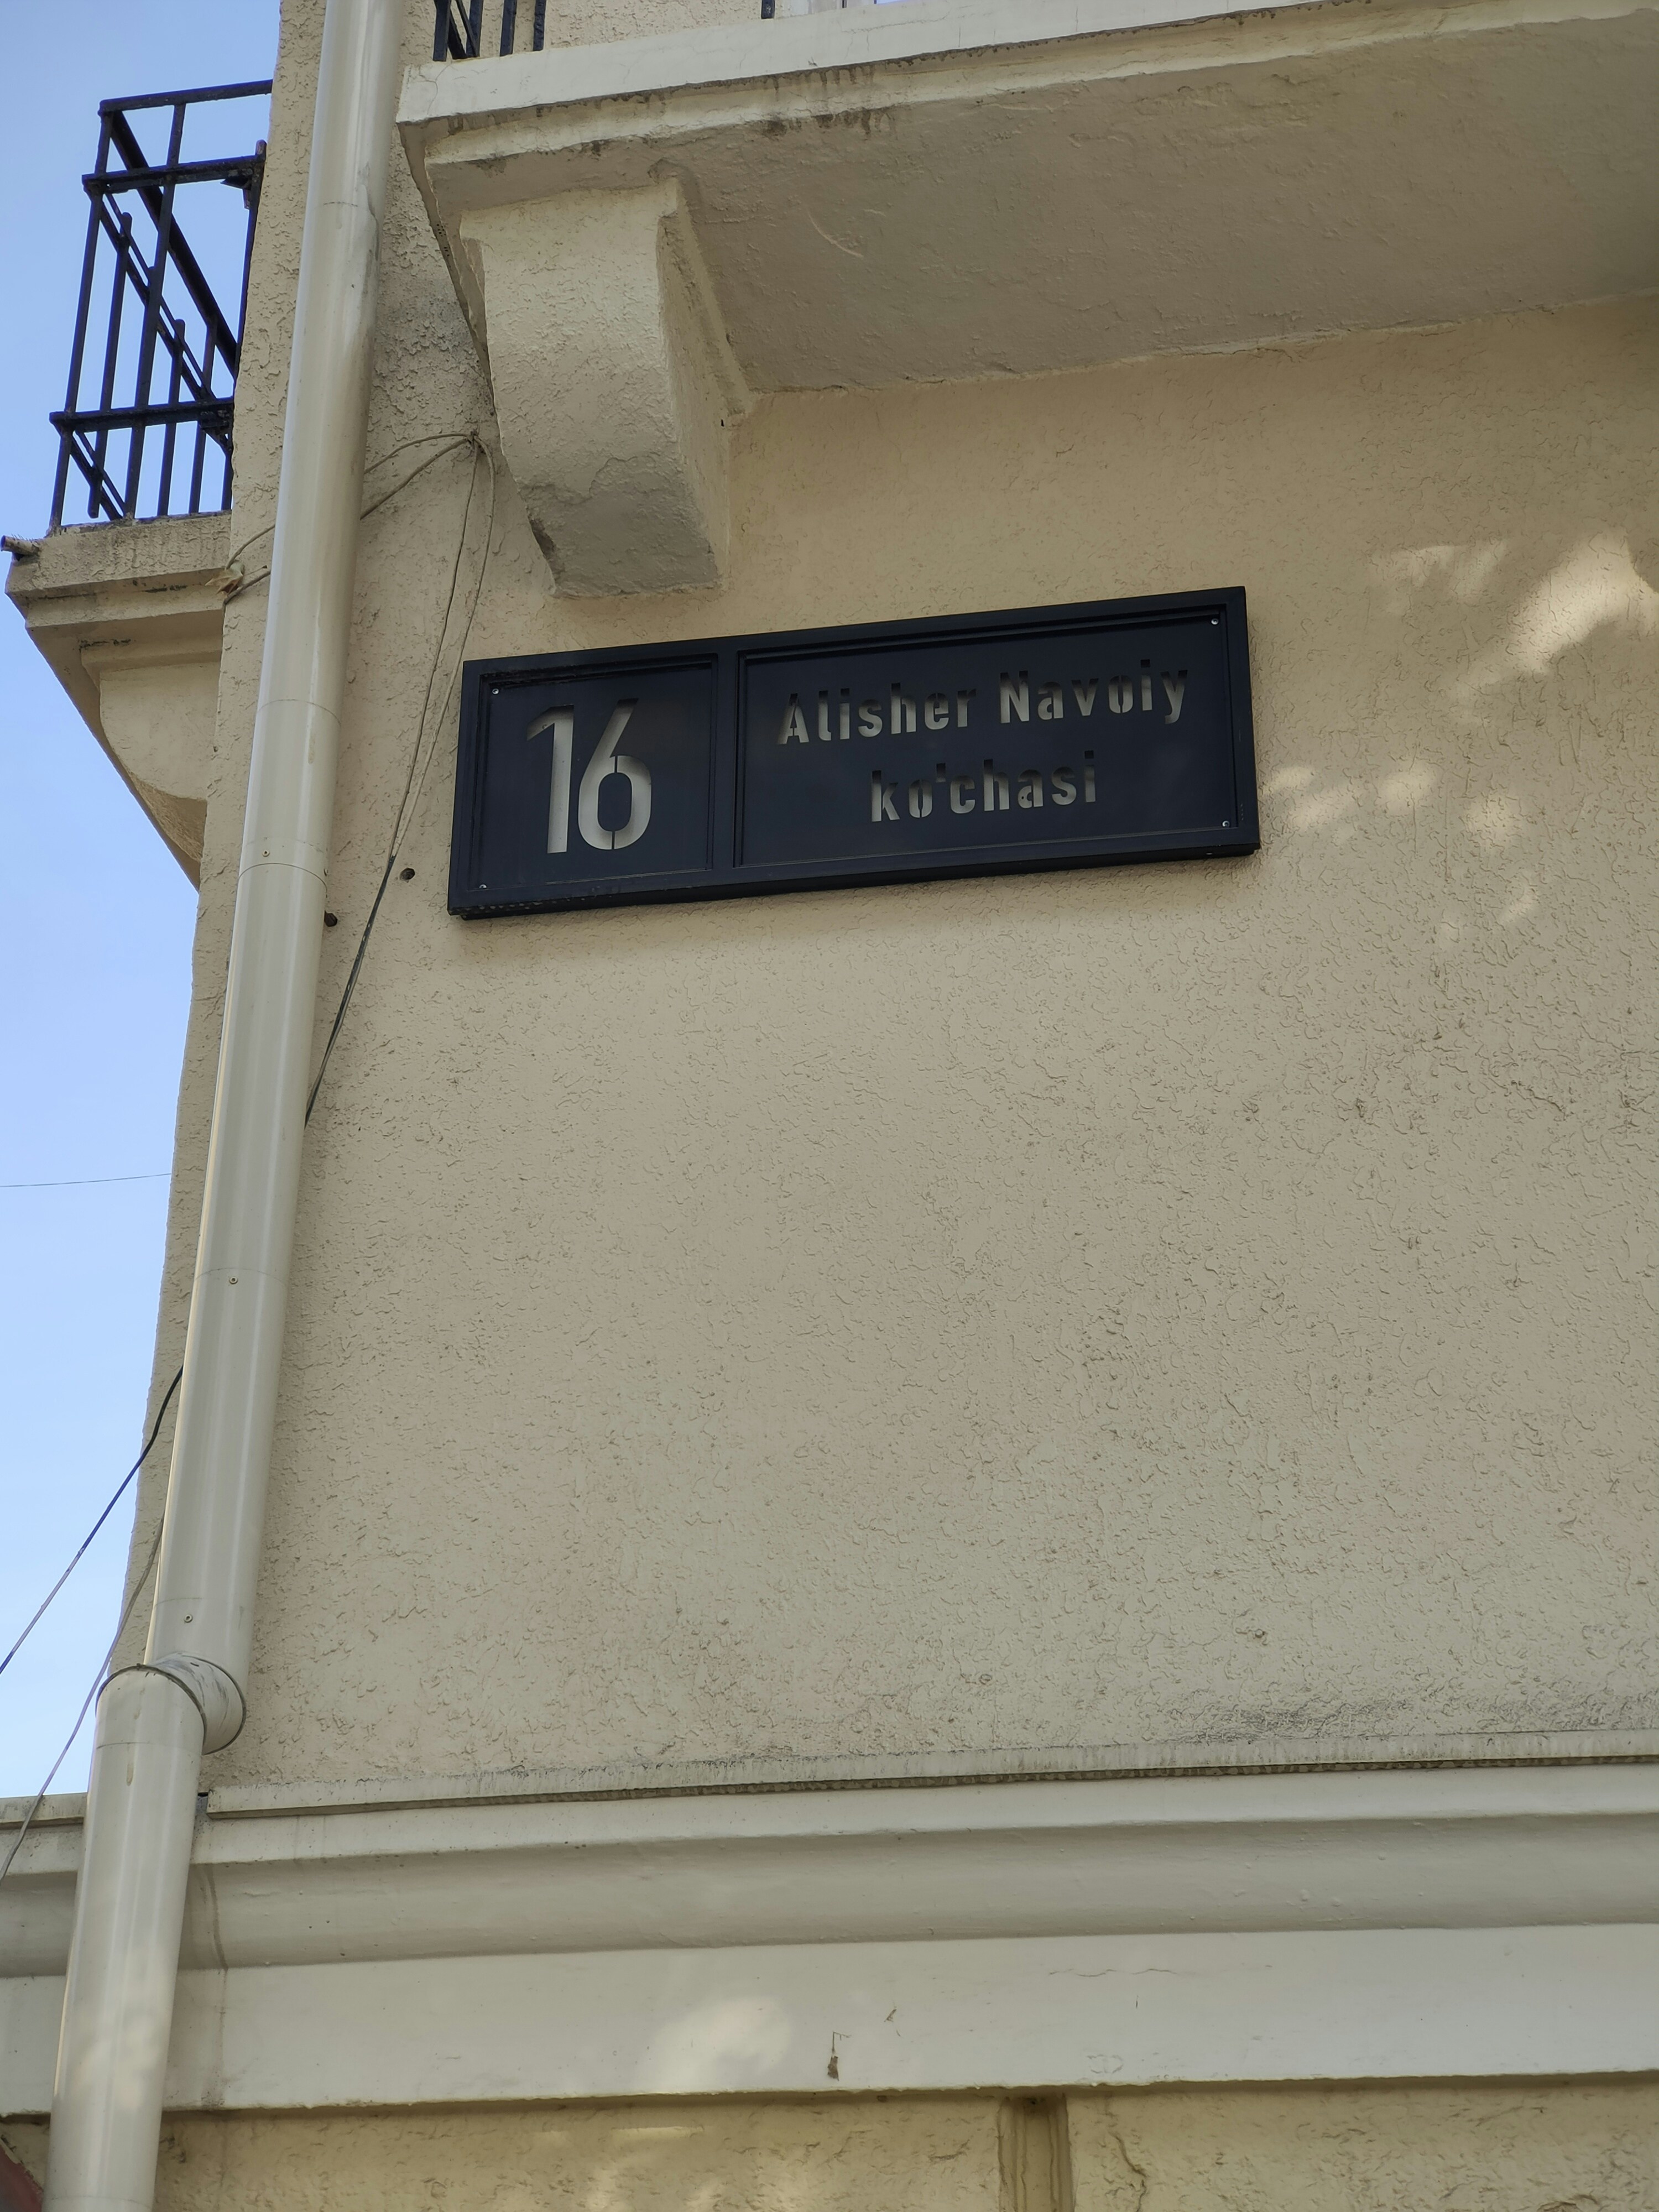 16
Alisher Navoiy
ko'chasi